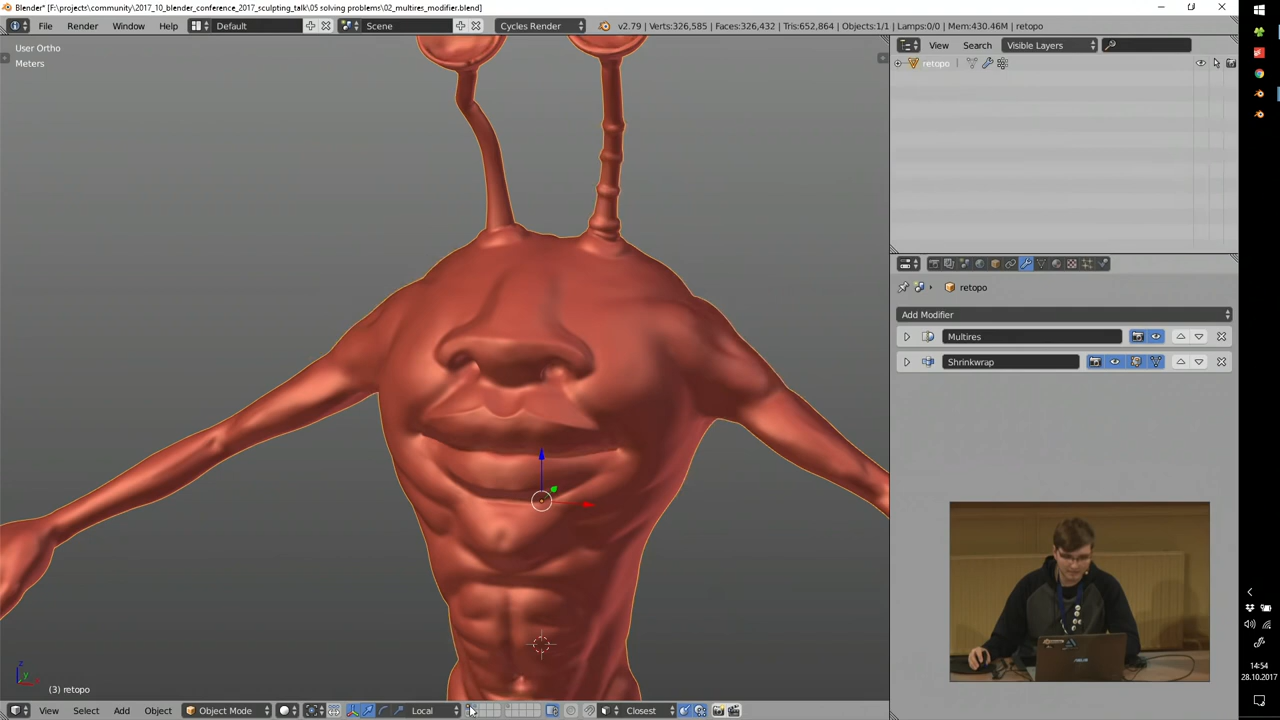 Blender* [F:\projects\community\2017_10_blender_conference_2017_sculpting_talk\05 solving problems\02_multires_modifier.blend]
File Render Window Help Default Scene Cycles Render v2.79 | Verts:326,585 | Faces:326,432 | Tris:652,864 | Objects:1/1 | Lamps:0/0 | Mem:430.46M | retopo
User Ortho
Meters
View Search Visible Layers
retopo
retopo
Add Modifier
Multires
Shrinkwrap
ASUS
14:54
28.10.2017
(3) retopo
View Select Add Object Object Mode Local Closest